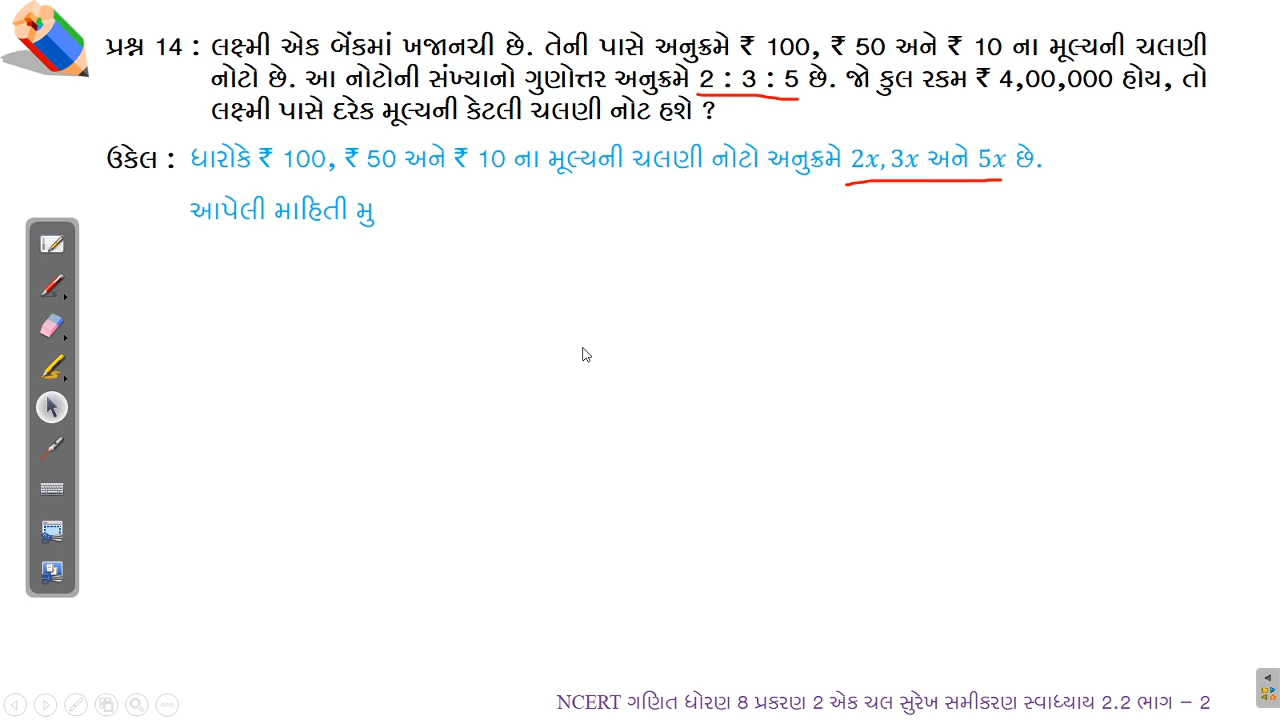 પ્રશ્ન 14 : લક્ષ્મી એક બેંકમાં ખજાનચી છે. તેની પાસે અનુક્રમે ₹ 100, ₹ 50 અને ₹ 10 ના મૂલ્યની ચલણી
નોટો છે. આ નોટોની સંખ્યાનો ગુણોત્તર અનુક્રમે 2 : 3 : 5 છે. જો કુલ રકમ ₹ 4,00,000 હોય, તો
લક્ષ્મી પાસે દરેક મૂલ્યની કેટલી ચલણી નોટ હશે ?
ઉકેલ : ધારોકે ₹ 100, ₹ 50 અને ₹ 10 ના મૂલ્યની ચલણી નોટો અનુક્રમે 2x, 3x અને 5x છે.
આપેલી માહિતી મુ
NCERT ગણિત ધોરણ 8 પ્રકરણ 2 એક ચલ સુરેખ સમીકરણ સ્વાધ્યાય 2.2 ભાગ – 2